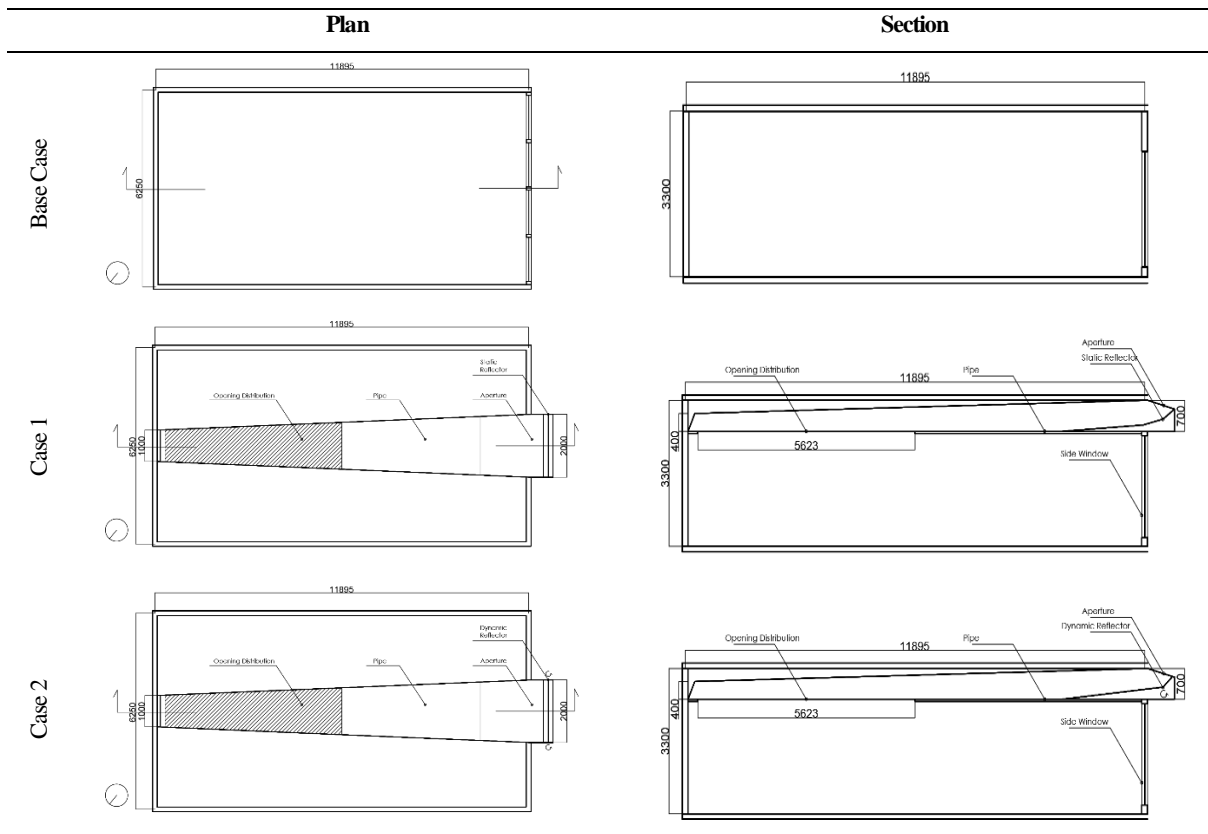 Plan Section
Base Case
11895
6250
11895
3300
Case 1
11895
Static
Reflector
Opening Distribution
Pipe
Aperture
6250
1000
2000
Aperture
Static Reflector
Opening Distribution
11895
Pipe
700
400
5623
3300
Side Window
Case 2
11895
Dynamic
Reflector
Opening Distribution
Pipe
Aperture
6250
1000
2000
Aperture
Dynamic Reflector
Opening Distribution
11895
Pipe
700
400
5623
3300
Side Window